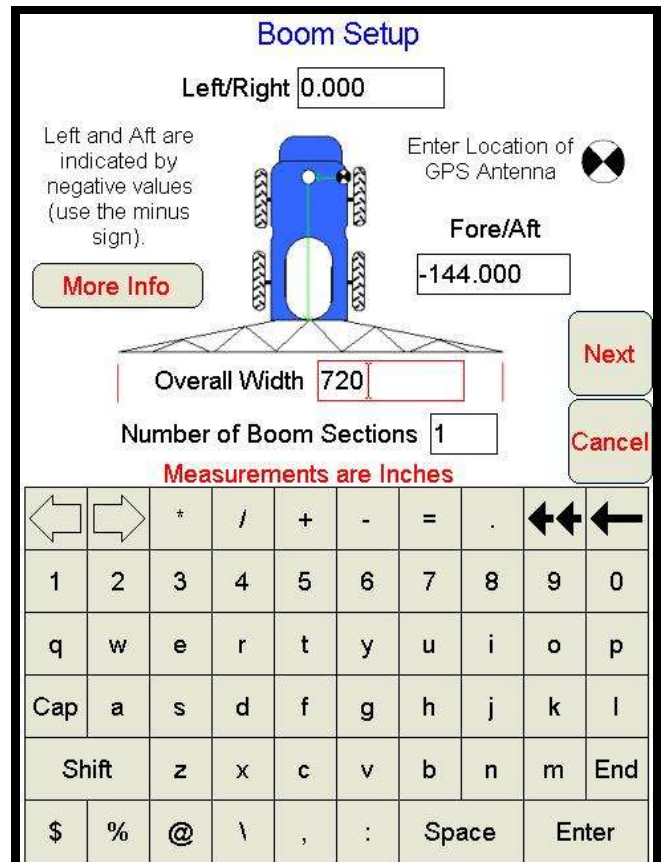 Boom Setup
Left/Right 0.000
Left and Aft are
indicated by
negative values
(use the minus
sign).
More Info
Enter Location of
GPS Antenna
Fore/Aft
-144.000
Next
Overall Width 720
Number of Boom Sections 1
Cancel
Measurements are Inches
* / + - = .
1 2 3 4 5 6 7 8 9 0
q w e r t y u i o p
Cap a s d f g h j k l
Shift z x c v b n m End
$ % @ \ , : Space Enter